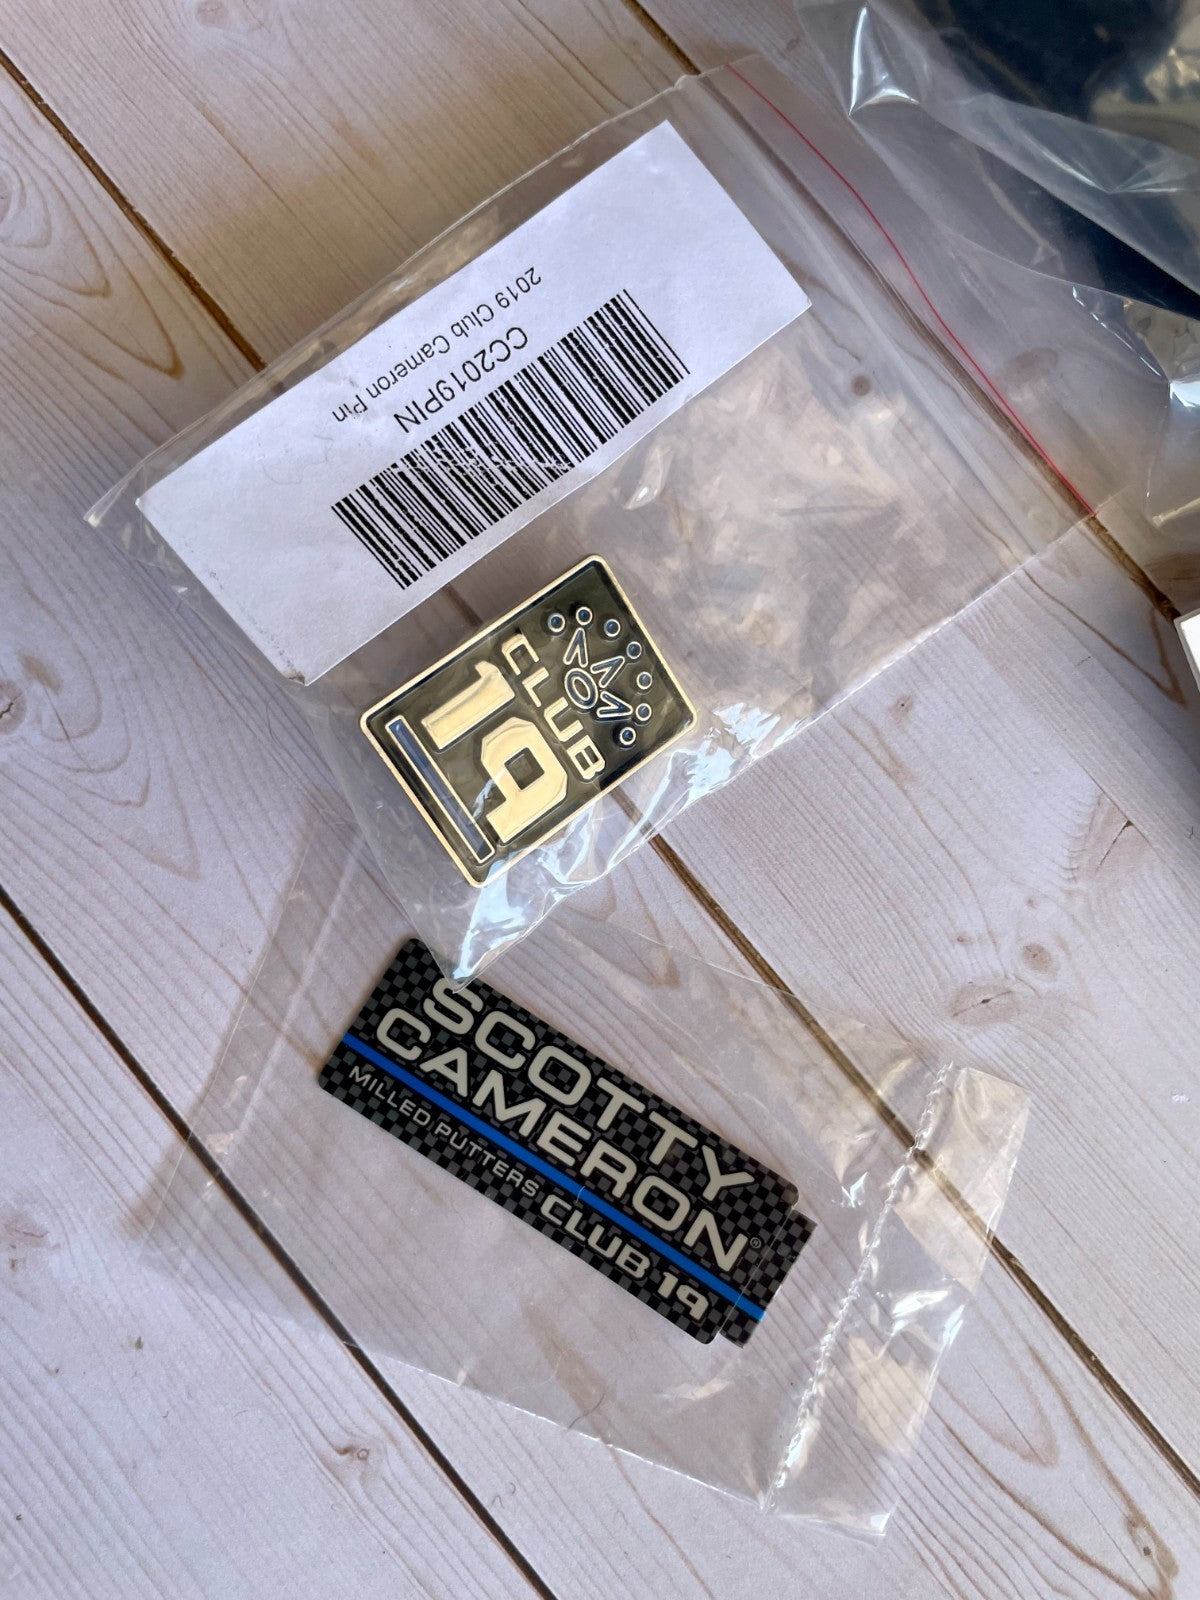 CC2019PIN
2019 Club Cameron Pin
CLUB
19
SCOTTY
CAMERON®
MILLED PUTTERS CLUB 19